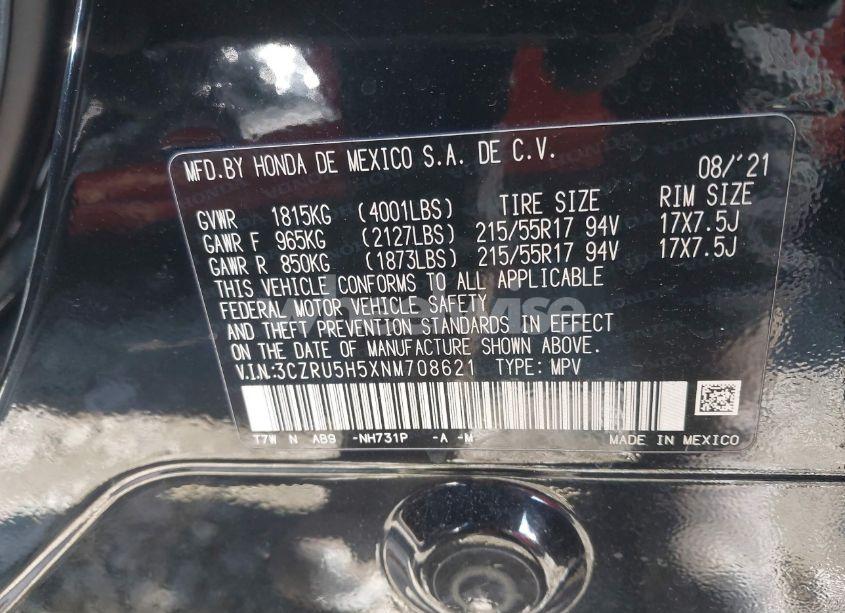 MFD.BY HONDA DE MEXICO S.A. DE C.V. 08/'21
GVWR 1815KG (4001LBS) TIRE SIZE RIM SIZE
GAWR F 965KG (2127LBS) 215/55R17 94V 17X7.5J
GAWR R 850KG (1873LBS) 215/55R17 94V 17X7.5J
THIS VEHICLE CONFORMS TO ALL APPLICABLE
FEDERAL MOTOR VEHICLE SAFETY
AND THEFT PREVENTION STANDARDS IN EFFECT
ON THE DATE OF MANUFACTURE SHOWN ABOVE.
V.I.N.:3CZRU5H5XNM708621 TYPE: MPV
T7W N AB9 -NH731P -A -M MADE IN MEXICO